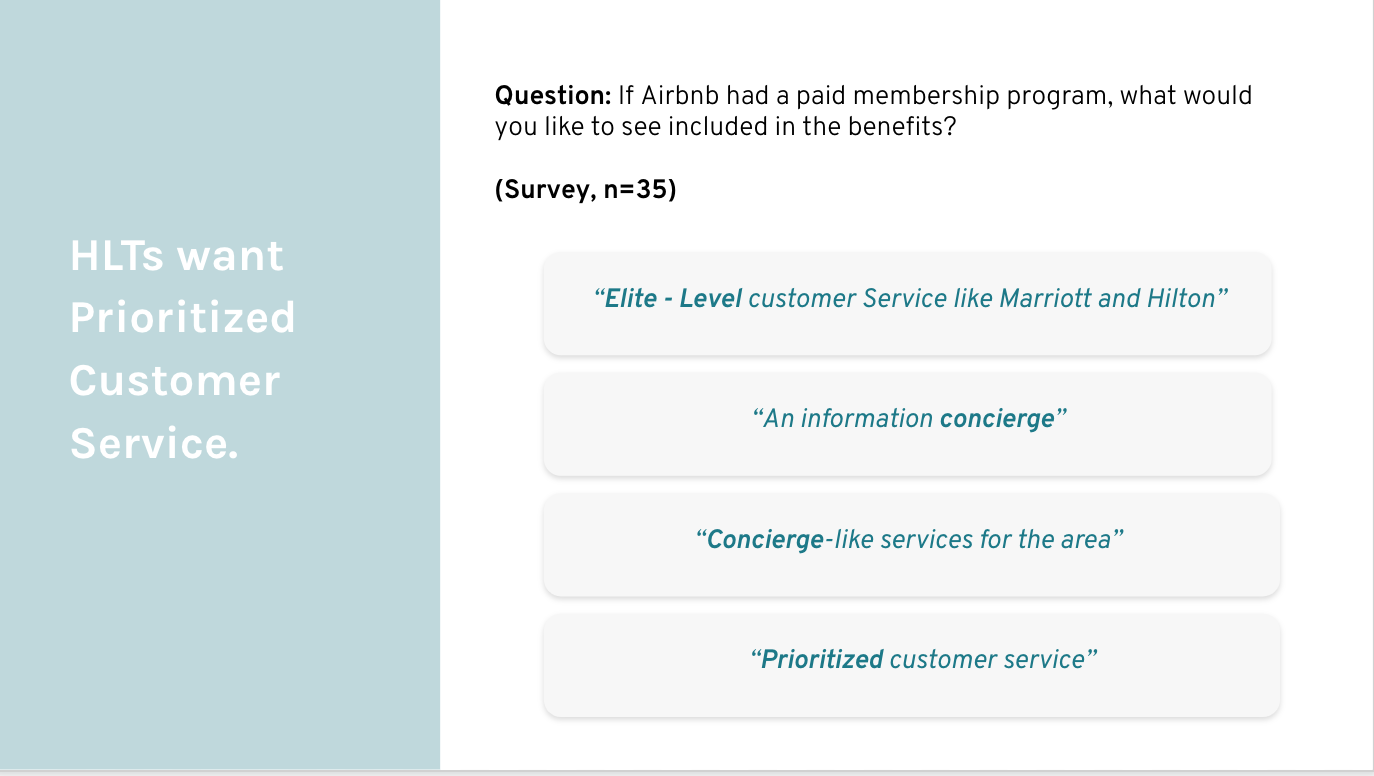 HLTs want
Prioritized
Customer
Service.
Question: If Airbnb had a paid membership program, what would
you like to see included in the benefits?
(Survey, n=35)
“Elite - Level customer Service like Marriott and Hilton”
“An information concierge”
“Concierge-like services for the area”
“Prioritized customer service”